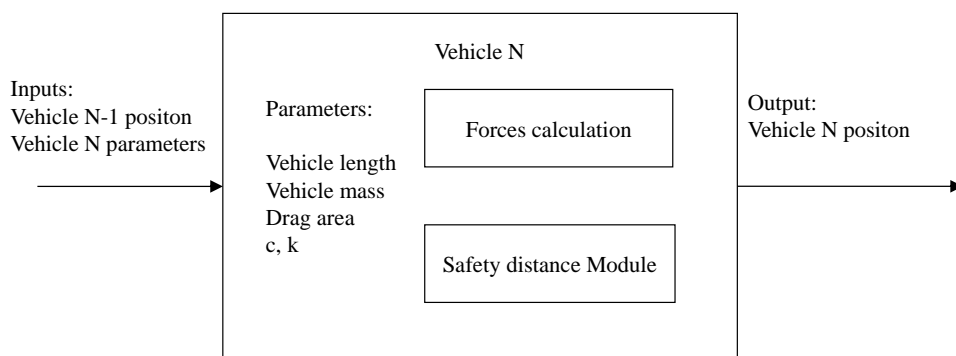 Vehicle N
Inputs:
Vehicle N-1 positon
Vehicle N parameters
Parameters:
Vehicle length
Vehicle mass
Drag area
c, k
Forces calculation
Safety distance Module
Output:
Vehicle N positon